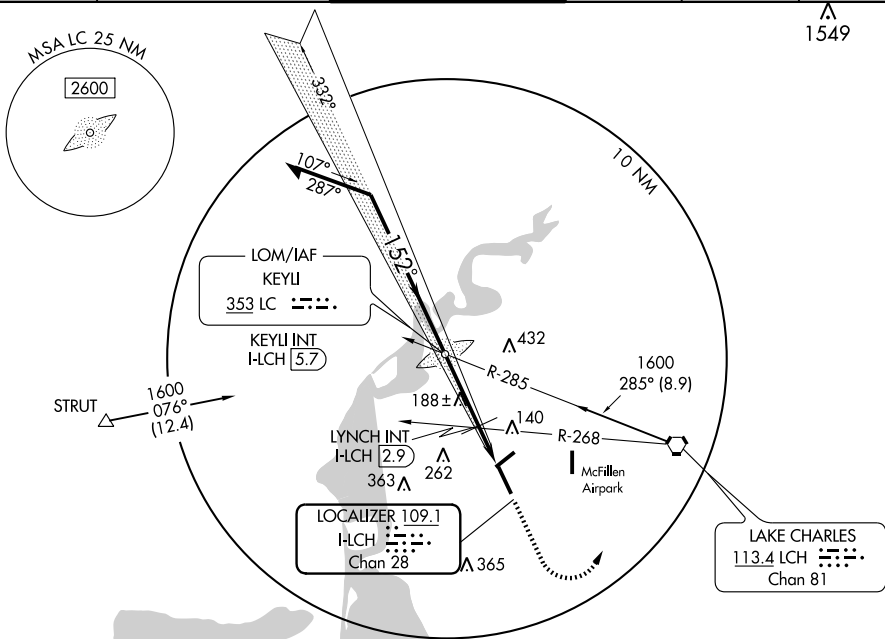 1549
MSA LC 25 NM
2600
332°
10 NM
107°
287°
152°
LOM/IAF
KEYLI
353 LC
KEYLI INT
I-LCH 5.7
432
R-285
1600
285° (8.9)
STRUT
1600
076°
(12.4)
188±
140
R-268
LYNCH INT
I-LCH 2.9
262
363
McFillen
Airpark
LOCALIZER 109.1
I-LCH
Chan 28
365
LAKE CHARLES
113.4 LCH
Chan 81